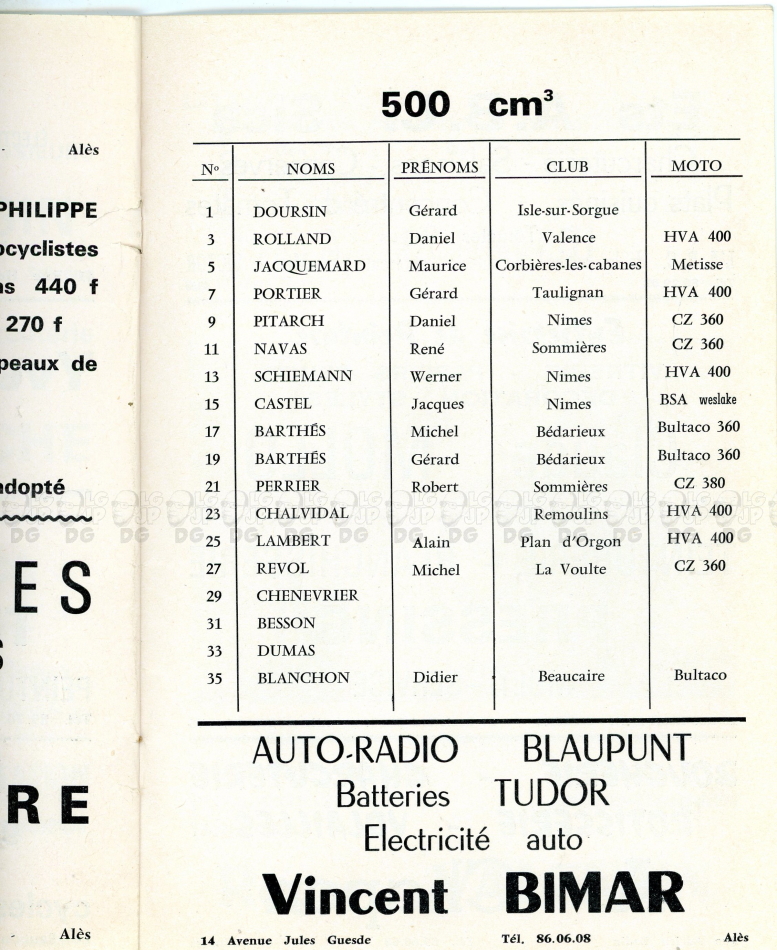 Alès
PHILIPPE
ocyclistes
ns 440 f
270 f
peaux de
adopté
ES
S
RE
Alès
500 cm³
Nº NOMS PRÉNOMS CLUB MOTO
1 DOURSIN Gérard Isle-sur-Sorgue
3 ROLLAND Daniel Valence HVA 400
5 JACQUEMARD Maurice Corbières-les-cabanes Metisse
7 PORTIER Gérard Taulignan HVA 400
9 PITARCH Daniel Nimes CZ 360
11 NAVAS René Sommières CZ 360
13 SCHIEMANN Werner Nimes HVA 400
15 CASTEL Jacques Nimes BSA weslake
17 BARTHÉS Michel Bédarieux Bultaco 360
19 BARTHÉS Gérard Bédarieux Bultaco 360
21 PERRIER Robert Sommières CZ 380
23 CHALVIDAL Remoulins HVA 400
25 LAMBERT Alain Plan d'Orgon HVA 400
27 REVOL Michel La Voulte CZ 360
29 CHENEVRIER
31 BESSON
33 DUMAS
35 BLANCHON Didier Beaucaire Bultaco
AUTO-RADIO BLAUPUNT
Batteries TUDOR
Electricité auto
Vincent BIMAR
14 Avenue Jules Guesde Tél. 86.06.08 Alès